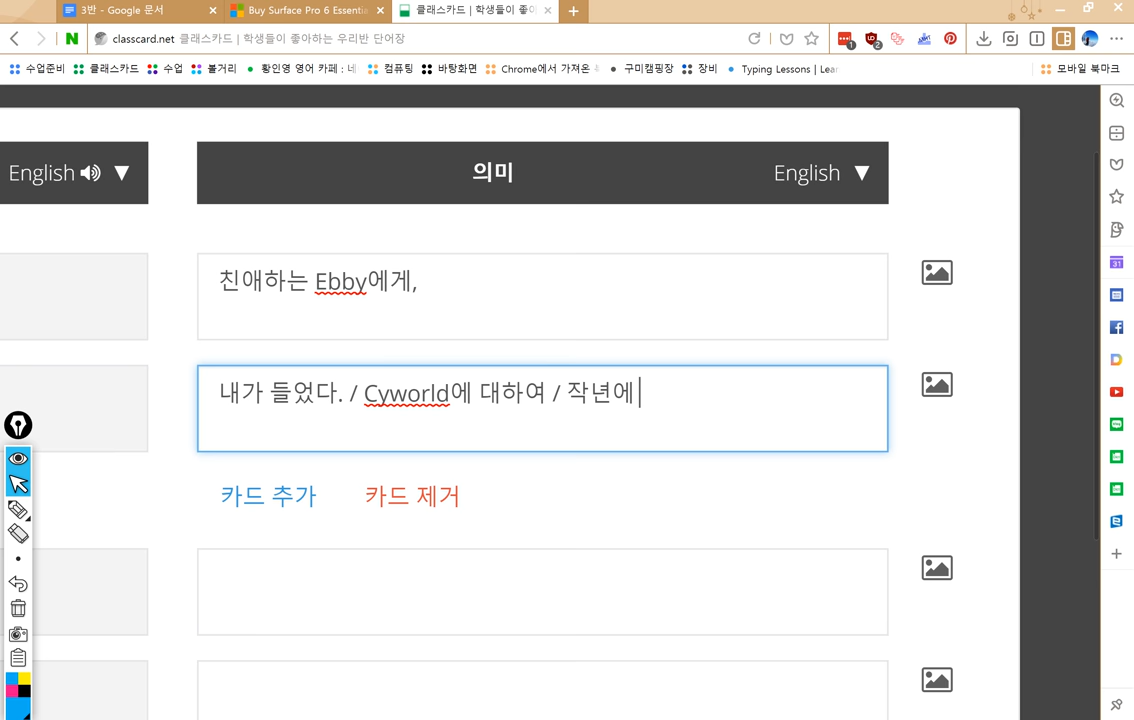 3반 - Google 문서
Buy Surface Pro 6 Essentia
클래스카드 | 학생들이 좋아
classcard.net 클래스카드 | 학생들이 좋아하는 우리반 단어장
수업준비 클래스카드 수업 볼거리 황인영 영어 카페 : 네 컴퓨팅 바탕화면 Chrome에서 가져온 구미캠핑장 장비 Typing Lessons | Lear 모바일 북마크
English 의미 English
친애하는 Ebby에게,
내가 들었다. / Cyworld에 대하여 / 작년에
카드 추가 카드 제거